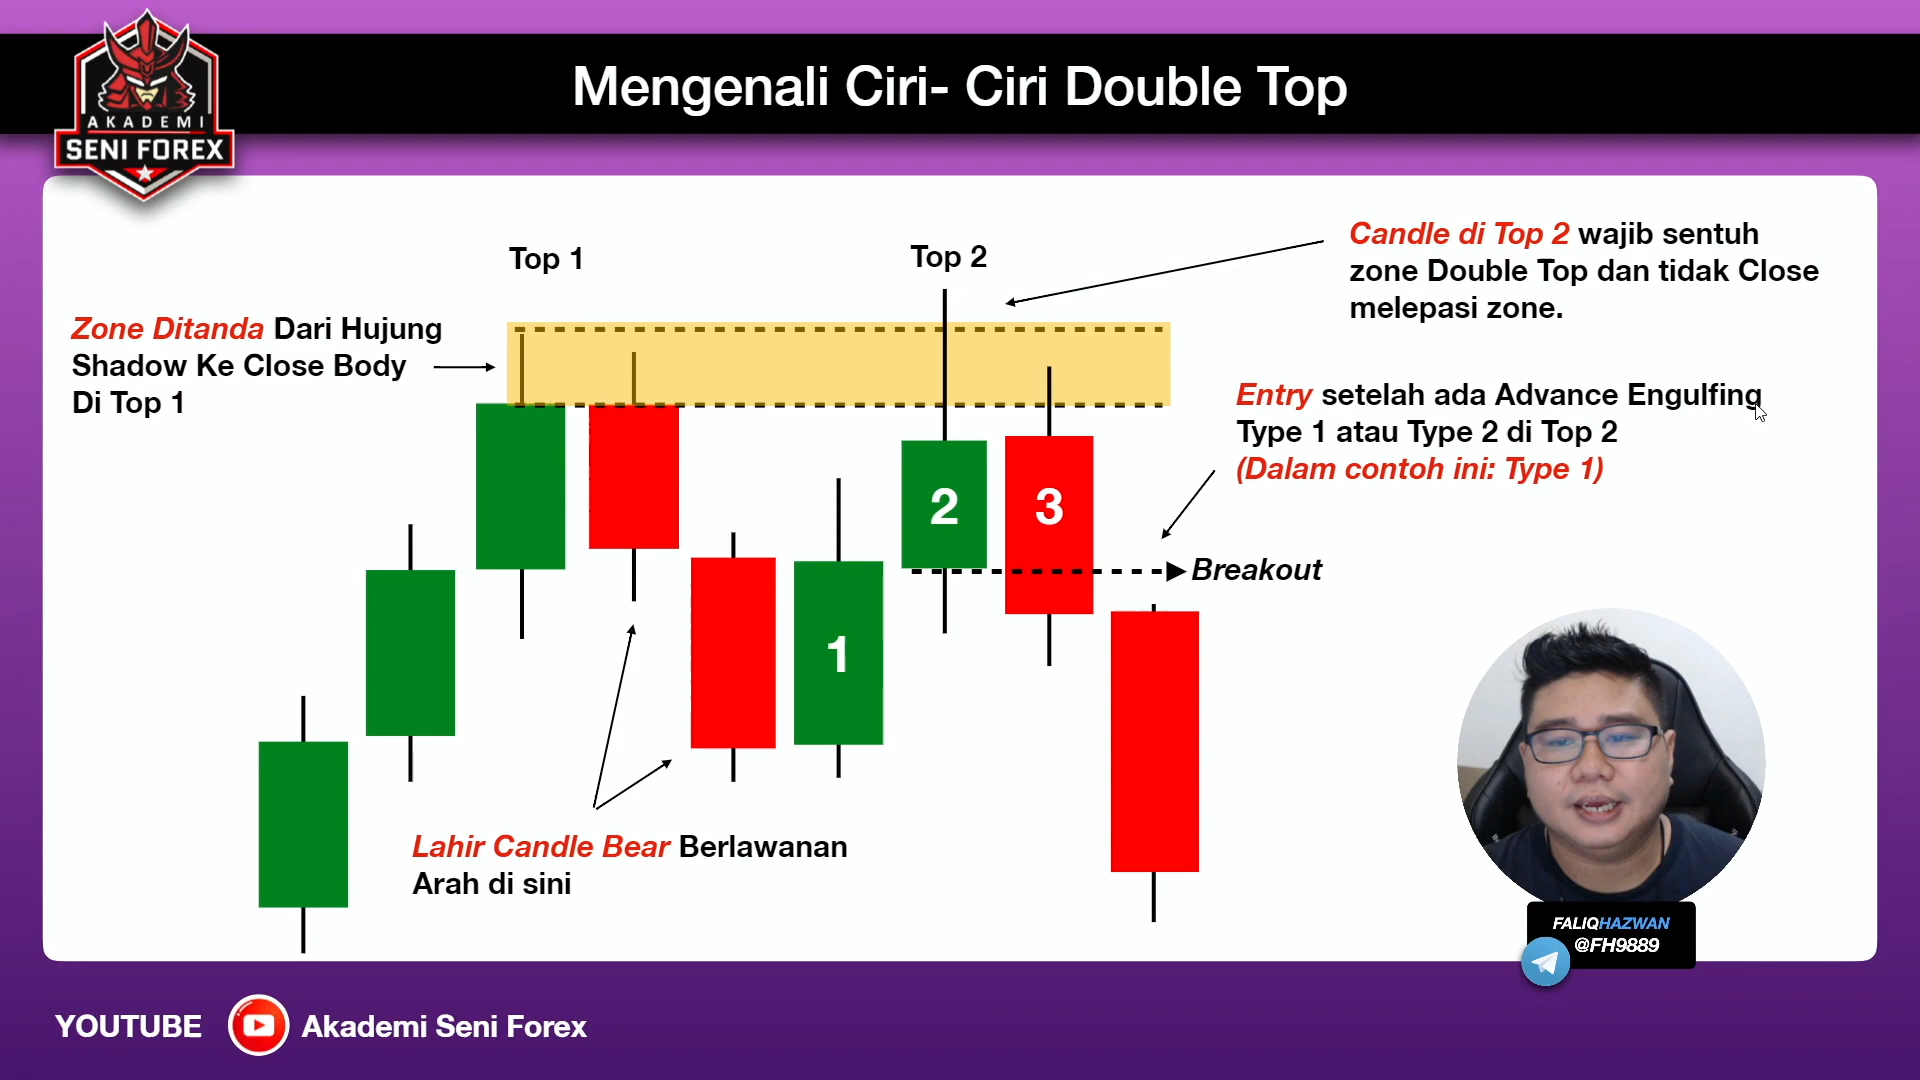 AKADEMI
SENI FOREX
Mengenali Ciri- Ciri Double Top
Top 1
Top 2
Candle di Top 2 wajib sentuh
zone Double Top dan tidak Close
melepasi zone.
Zone Ditanda Dari Hujung
Shadow Ke Close Body
Di Top 1
Entry setelah ada Advance Engulfing
Type 1 atau Type 2 di Top 2
(Dalam contoh ini: Type 1)
2
3
Breakout
1
Lahir Candle Bear Berlawanan
Arah di sini
FALIQHAZWAN
@FH9889
YOUTUBE
Akademi Seni Forex